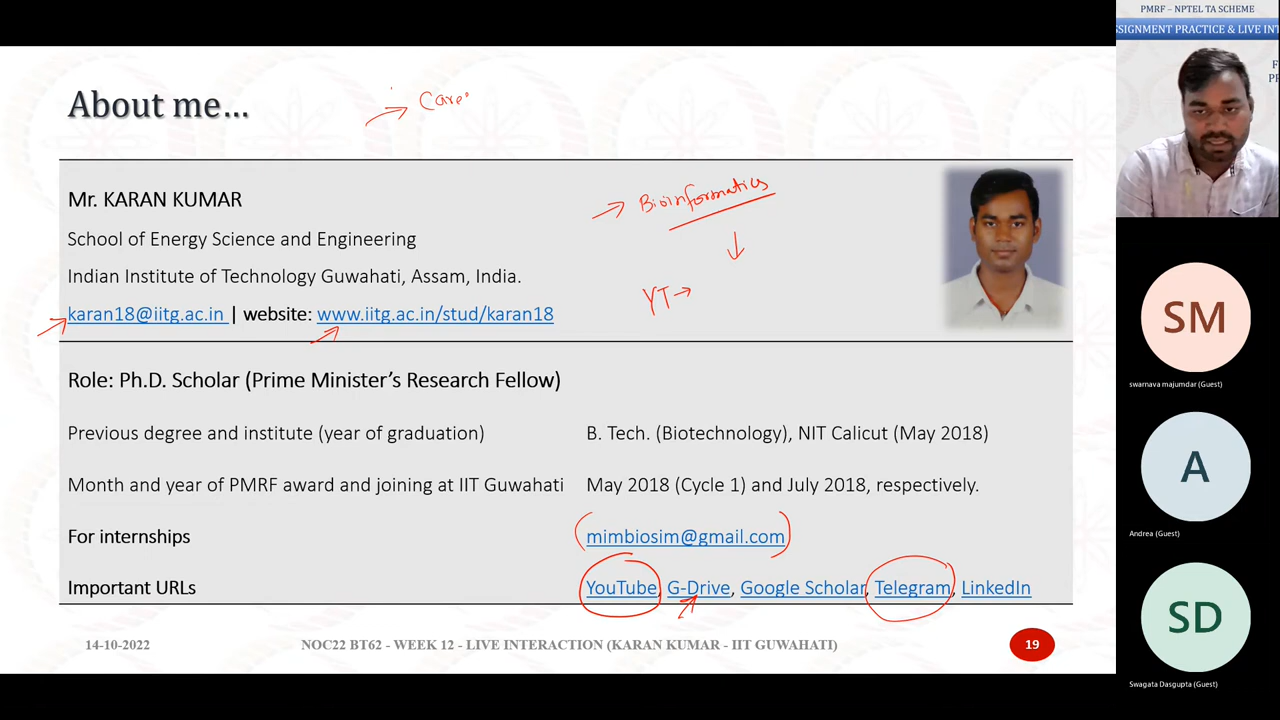 PMRF – NPTEL TA SCHEME
SSIGNMENT PRACTICE & LIVE INT
F
PR
About me…
→ Care
Mr. KARAN KUMAR
→ Bioinformatics
School of Energy Science and Engineering
Indian Institute of Technology Guwahati, Assam, India.
YT →
karan18@iitg.ac.in | website: www.iitg.ac.in/stud/karan18
Role: Ph.D. Scholar (Prime Minister’s Research Fellow)
Previous degree and institute (year of graduation) B. Tech. (Biotechnology), NIT Calicut (May 2018)
Month and year of PMRF award and joining at IIT Guwahati May 2018 (Cycle 1) and July 2018, respectively.
For internships mimbiosim@gmail.com
Important URLs YouTube, G-Drive, Google Scholar, Telegram, LinkedIn
14-10-2022 NOC22 BT62 - WEEK 12 - LIVE INTERACTION (KARAN KUMAR - IIT GUWAHATI) 19
SM
swarnava majumdar (Guest)
A
Andrea (Guest)
SD
Swagata Dasgupta (Guest)